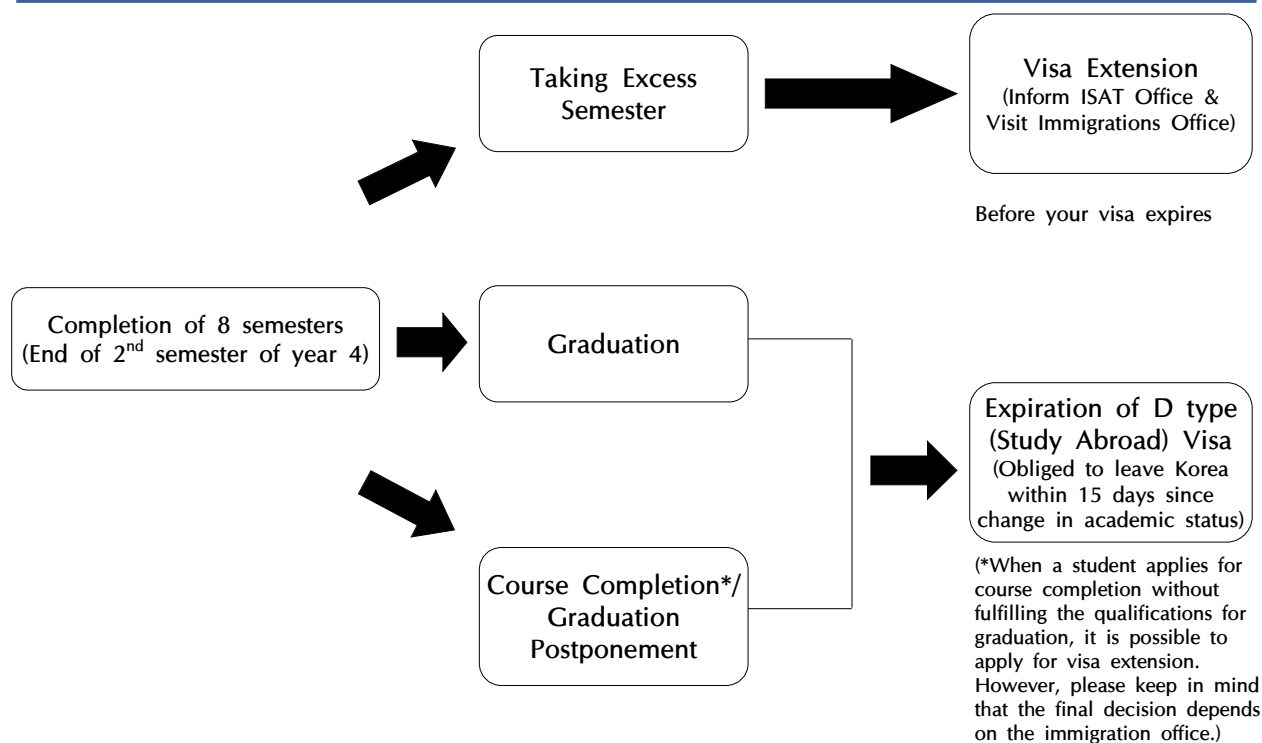 Taking Excess
Semester
Visa Extension
(Inform ISAT Office &
Visit Immigrations Office)
Before your visa expires
Completion of 8 semesters
(End of 2nd semester of year 4)
Graduation
Course Completion*/
Graduation
Postponement
Expiration of D type
(Study Abroad) Visa
(Obliged to leave Korea
within 15 days since
change in academic status)
(*When a student applies for
course completion without
fulfilling the qualifications for
graduation, it is possible to
apply for visa extension.
However, please keep in mind
that the final decision depends
on the immigration office.)